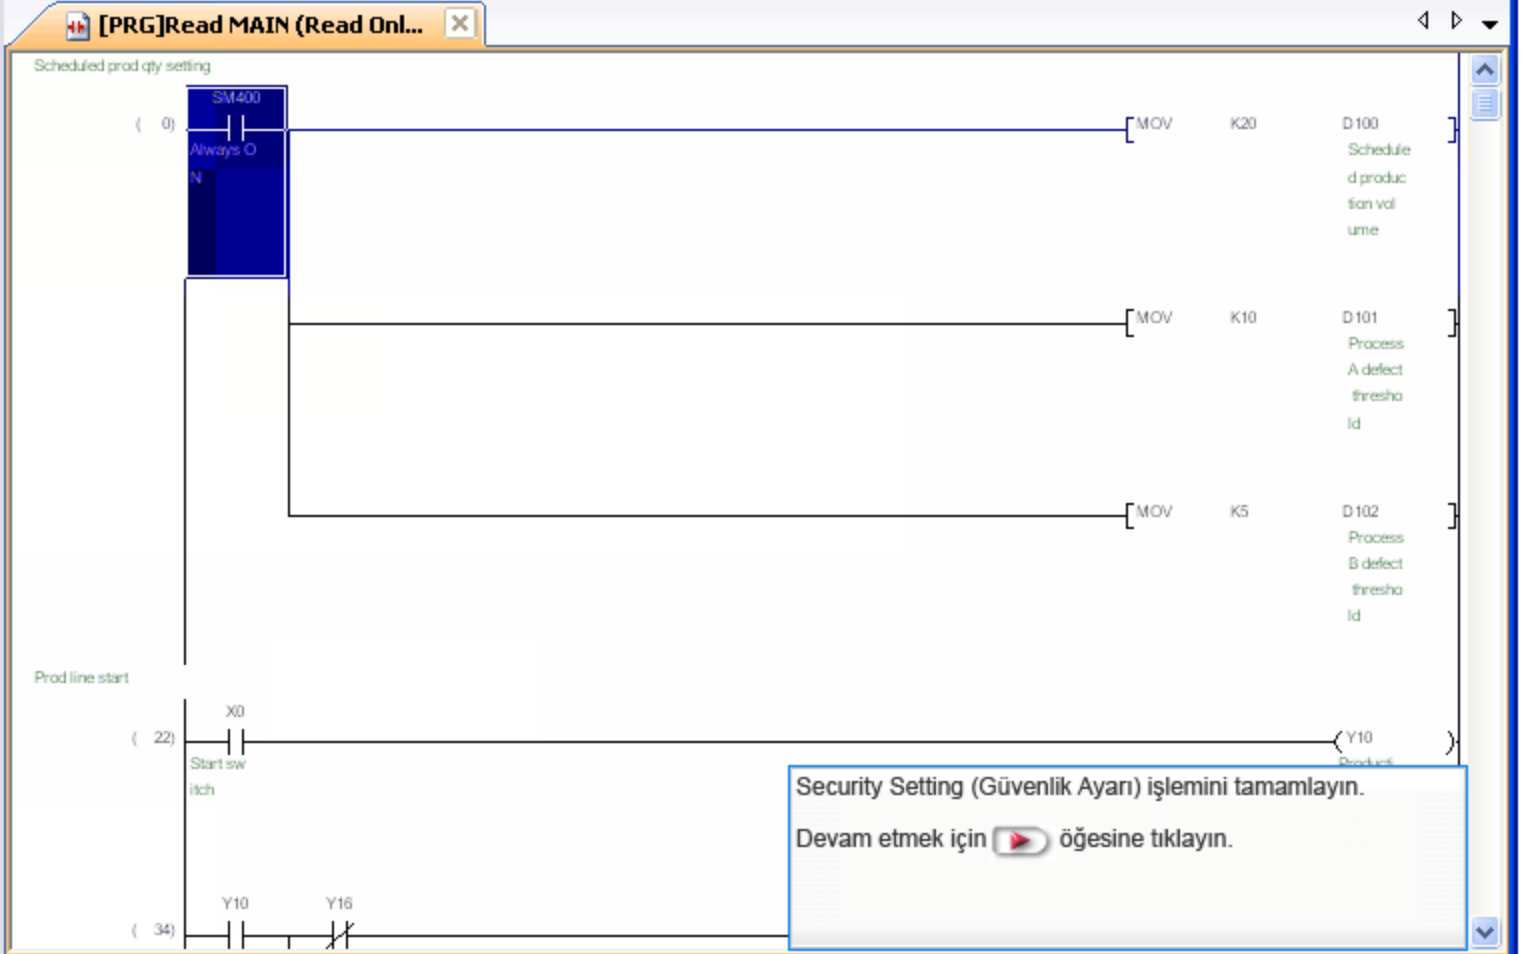 [PRG]Read MAIN (Read Onl...
Scheduled prod qty setting
SM400
( 0)
Always O
N
MOV K20 D100
Schedule
d produc
tion vol
ume
MOV K10 D101
Process
A defect
thresho
ld
MOV K5 D102
Process
B defect
thresho
ld
Prod line start
X0
( 22)
Y10
Start sw
itch
Producti
Security Setting (Güvenlik Ayarı) işlemini tamamlayın.
Devam etmek için öğesine tıklayın.
Y10 Y16
( 34)